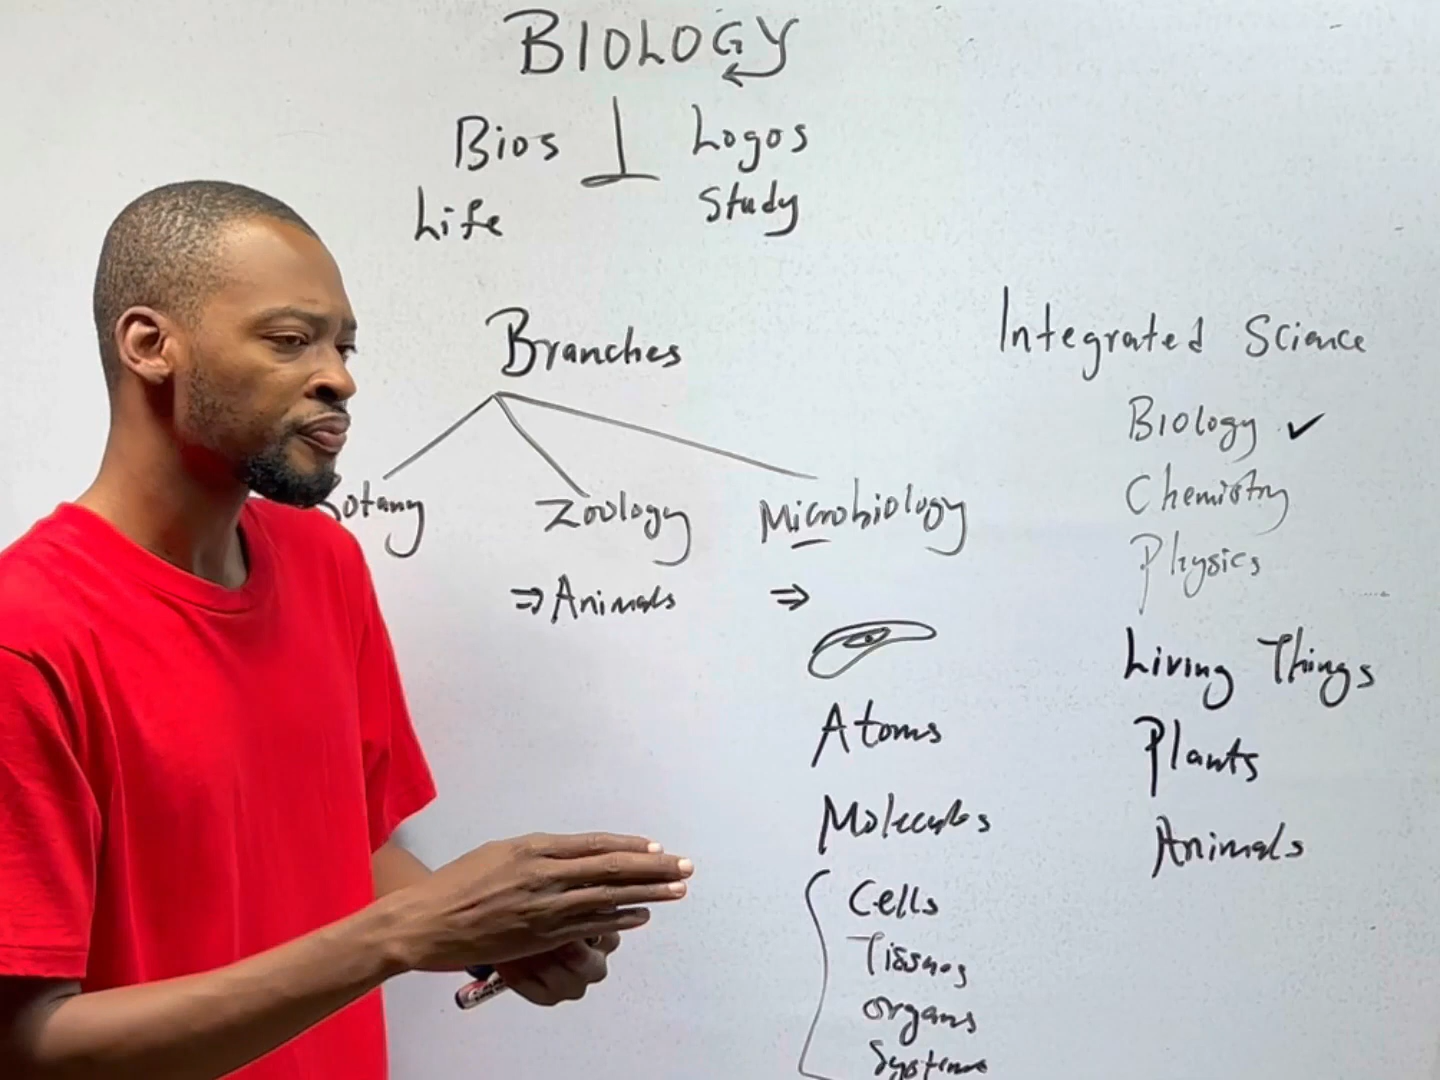 BIOLOGY
Bios Logos
Life Study
Branches
otany Zoology Microbiology
⇒ Animals ⇒
Atoms
Molecules
Cells
Tissues
Organs
Systems
Integrated Science
Biology ✓
Chemistry
Physics
Living Things
Plants
Animals